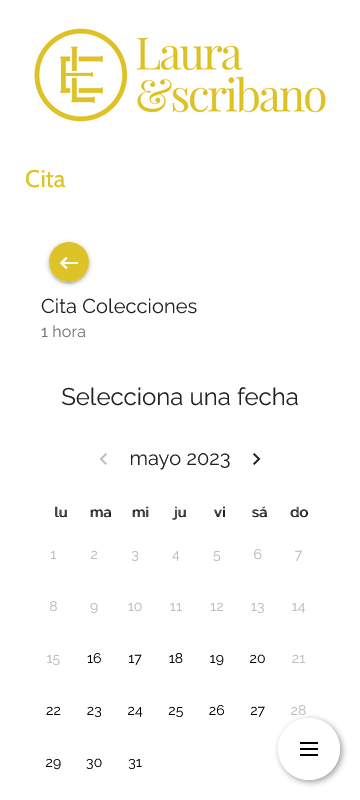 Laura
&scribano
Cita
Cita Colecciones
1 hora
Selecciona una fecha
mayo 2023
lu ma mi ju vi sá do
1 2 3 4 5 6 7
8 9 10 11 12 13 14
15 16 17 18 19 20 21
22 23 24 25 26 27 28
29 30 31